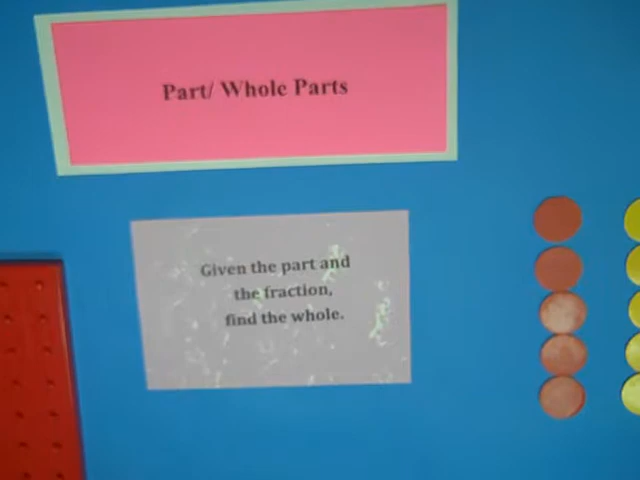 Part/ Whole Parts
Given the part and
the fraction,
find the whole.